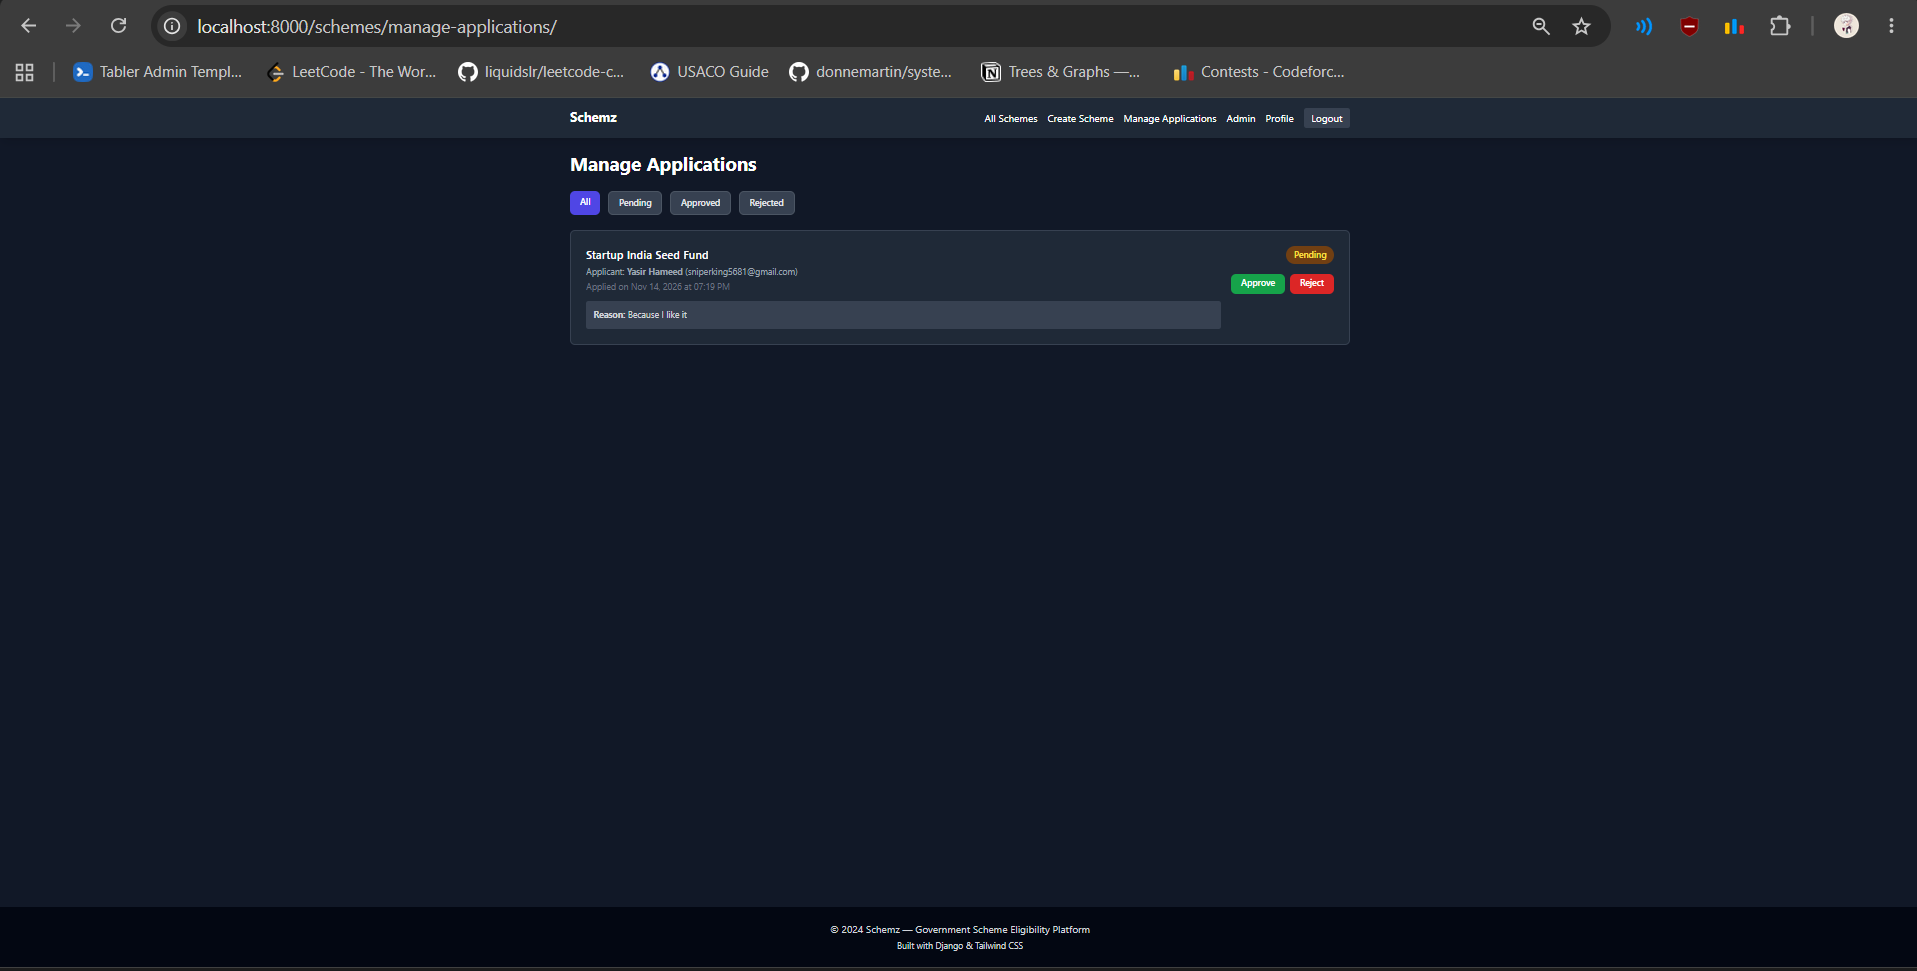 localhost:8000/schemes/manage-applications/
Tabler Admin Templ... LeetCode - The Wor... liquidslr/leetcode-c... USACO Guide donnemartin/syste... Trees & Graphs —... Contests - Codeforc...
Schemz All Schemes Create Scheme Manage Applications Admin Profile Logout
Manage Applications
All Pending Approved Rejected
Startup India Seed Fund Pending
Applicant: Yasir Hameed (sniperking5681@gmail.com)
Applied on Nov 14, 2026 at 07:19 PM
Approve Reject
Reason: Because I like it
© 2024 Schemz — Government Scheme Eligibility Platform
Built with Django & Tailwind CSS